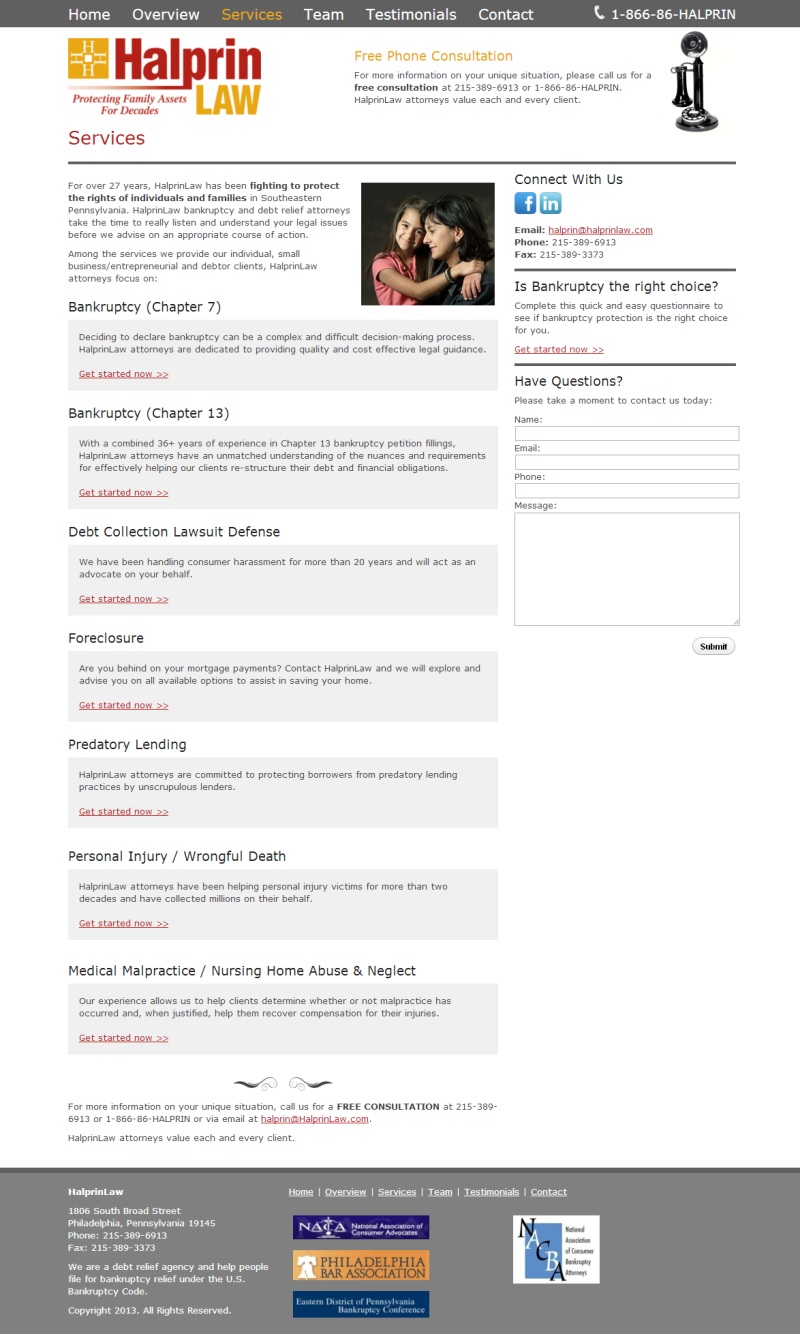 Home Overview Services Team Testimonials Contact 1-866-86-HALPRIN
Halprin
LAW
Protecting Family Assets
For Decades
Free Phone Consultation
For more information on your unique situation, please call us for a
free consultation at 215-389-6913 or 1-866-86-HALPRIN.
HalprinLaw attorneys value each and every client.
Services
For over 27 years, HalprinLaw has been fighting to protect
the rights of individuals and families in Southeastern
Pennsylvania. HalprinLaw bankruptcy and debt relief attorneys
take the time to really listen and understand your legal issues
before we advise on an appropriate course of action.
Among the services we provide our individual, small
business/entrepreneurial and debtor clients, HalprinLaw
attorneys focus on:
Bankruptcy (Chapter 7)
Deciding to declare bankruptcy can be a complex and difficult decision-making process.
HalprinLaw attorneys are dedicated to providing quality and cost effective legal guidance.
Get started now >>
Bankruptcy (Chapter 13)
With a combined 36+ years of experience in Chapter 13 bankruptcy petition fillings,
HalprinLaw attorneys have an unmatched understanding of the nuances and requirements
for effectively helping our clients re-structure their debt and financial obligations.
Get started now >>
Debt Collection Lawsuit Defense
We have been handling consumer harassment for more than 20 years and will act as an
advocate on your behalf.
Get started now >>
Foreclosure
Are you behind on your mortgage payments? Contact HalprinLaw and we will explore and
advise you on all available options to assist in saving your home.
Get started now >>
Predatory Lending
HalprinLaw attorneys are committed to protecting borrowers from predatory lending
practices by unscrupulous lenders.
Get started now >>
Personal Injury / Wrongful Death
HalprinLaw attorneys have been helping personal injury victims for more than two
decades and have collected millions on their behalf.
Get started now >>
Medical Malpractice / Nursing Home Abuse & Neglect
Our experience allows us to help clients determine whether or not malpractice has
occurred and, when justified, help them recover compensation for their injuries.
Get started now >>
For more information on your unique situation, call us for a FREE CONSULTATION at 215-389-
6913 or 1-866-86-HALPRIN or via email at halprin@HalprinLaw.com.
HalprinLaw attorneys value each and every client.
Connect With Us
f in
Email: halprin@halprinlaw.com
Phone: 215-389-6913
Fax: 215-389-3373
Is Bankruptcy the right choice?
Complete this quick and easy questionnaire to
see if bankruptcy protection is the right choice
for you.
Get started now >>
Have Questions?
Please take a moment to contact us today:
Name:
Email:
Phone:
Message:
Submit
HalprinLaw
1806 South Broad Street
Philadelphia, Pennsylvania 19145
Phone: 215-389-6913
Fax: 215-389-3373
We are a debt relief agency and help people
file for bankruptcy relief under the U.S.
Bankruptcy Code.
Copyright 2013. All Rights Reserved.
Home | Overview | Services | Team | Testimonials | Contact
NACA National Association of
Consumer Advocates
PHILADELPHIA
BAR ASSOCIATION
Eastern District of Pennsylvania
Bankruptcy Conference
NACBA
National
Association
of Consumer
Bankruptcy
Attorneys